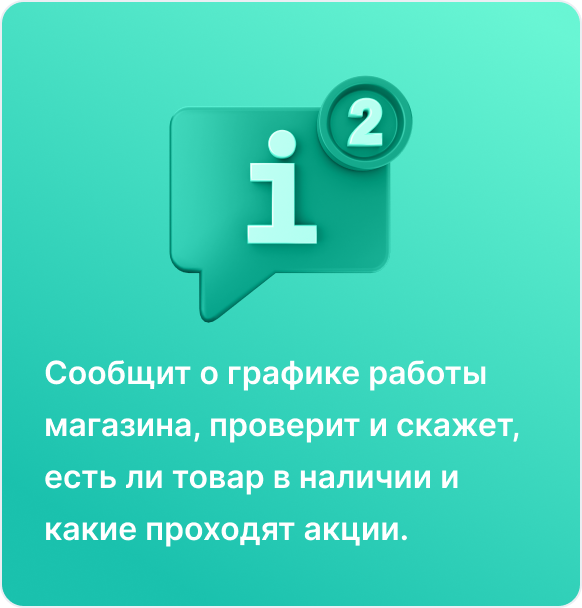 i
2
Сообщит о графике работы
магазина, проверит и скажет,
есть ли товар в наличии и
какие проходят акции.